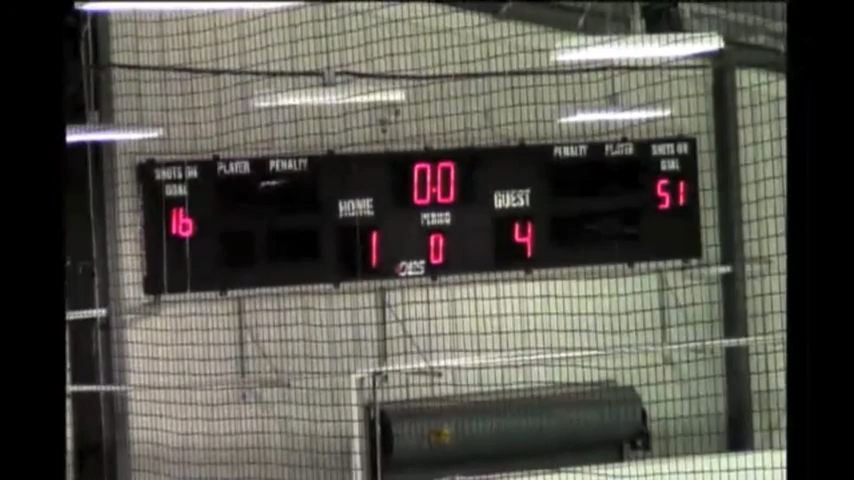 SHOTS ON GOAL PLAYER PENALTY 0.0 PENALTY PLAYER SHOTS ON GOAL
HOME PERIOD GUEST
16 1 0 4 51
OES